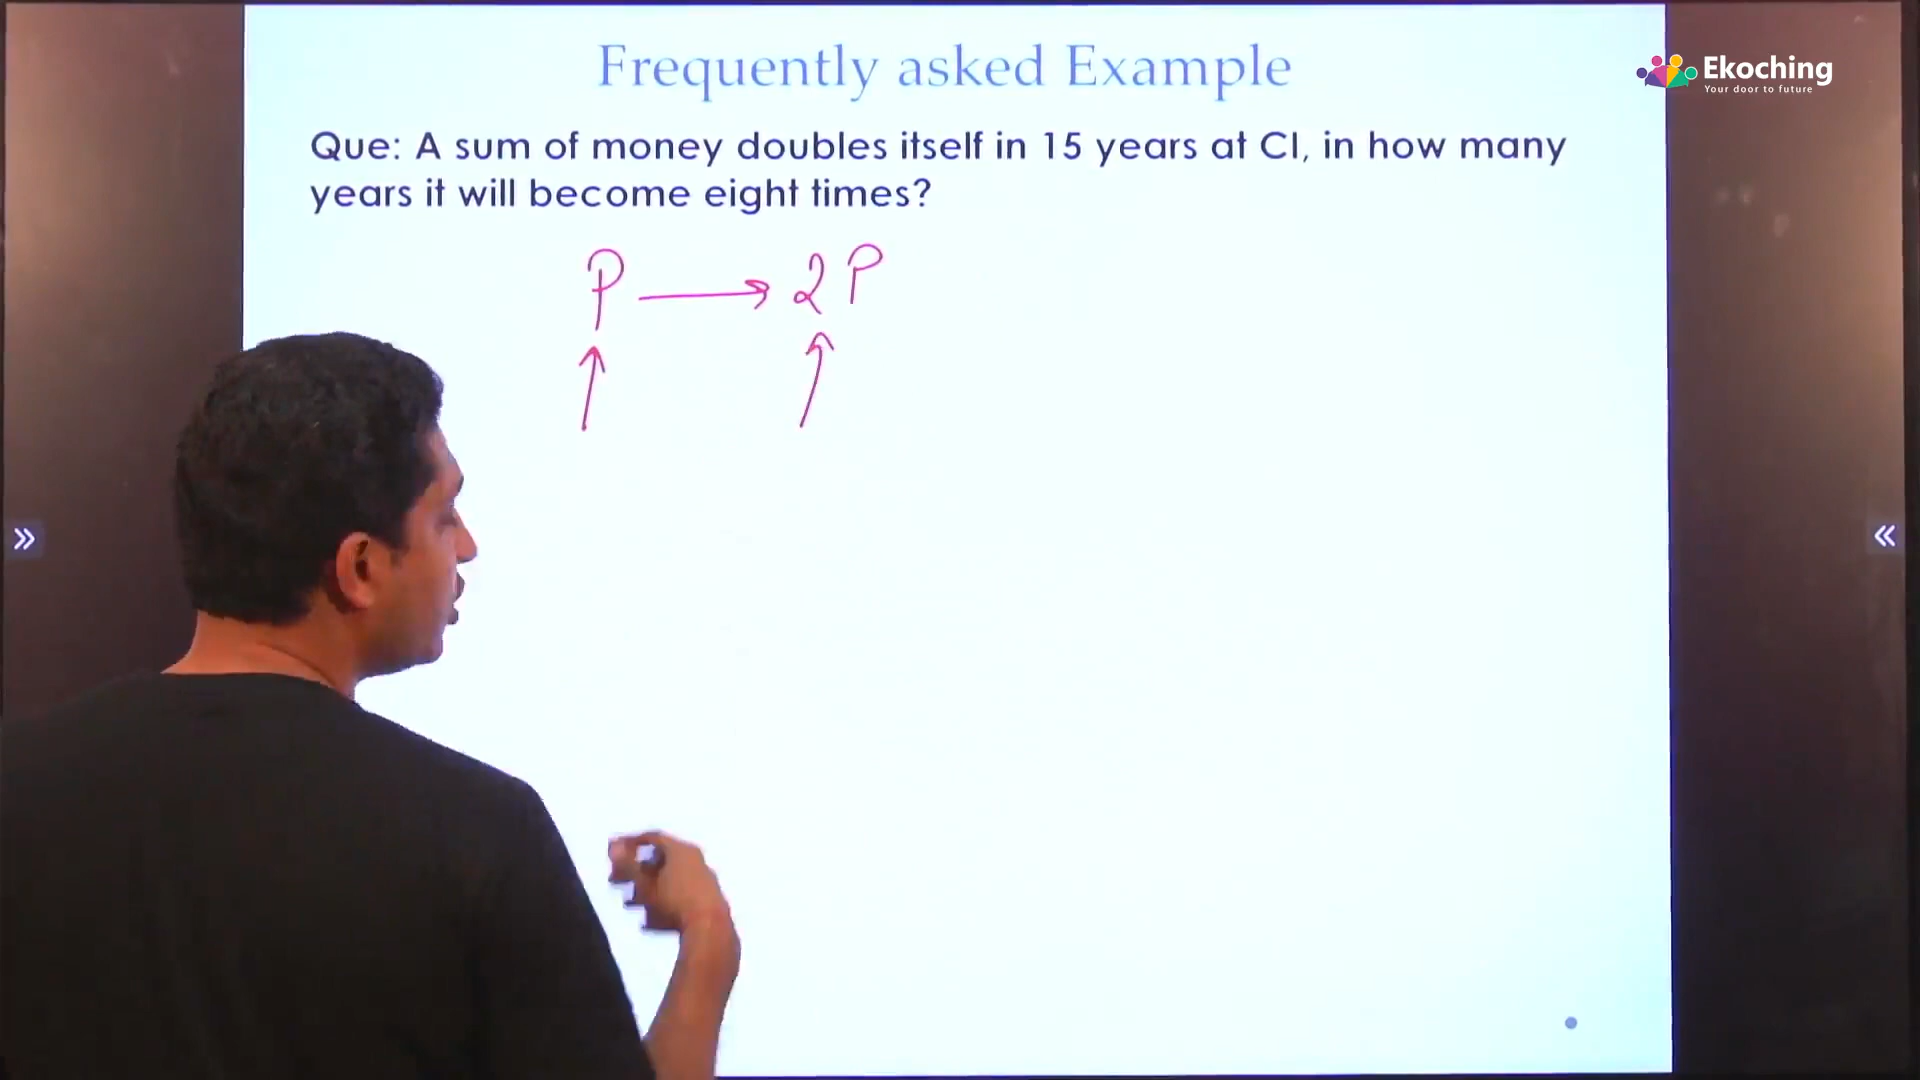 Frequently asked Example
Ekoching
Your door to future
Que: A sum of money doubles itself in 15 years at CI, in how many
years it will become eight times?
P → 2P